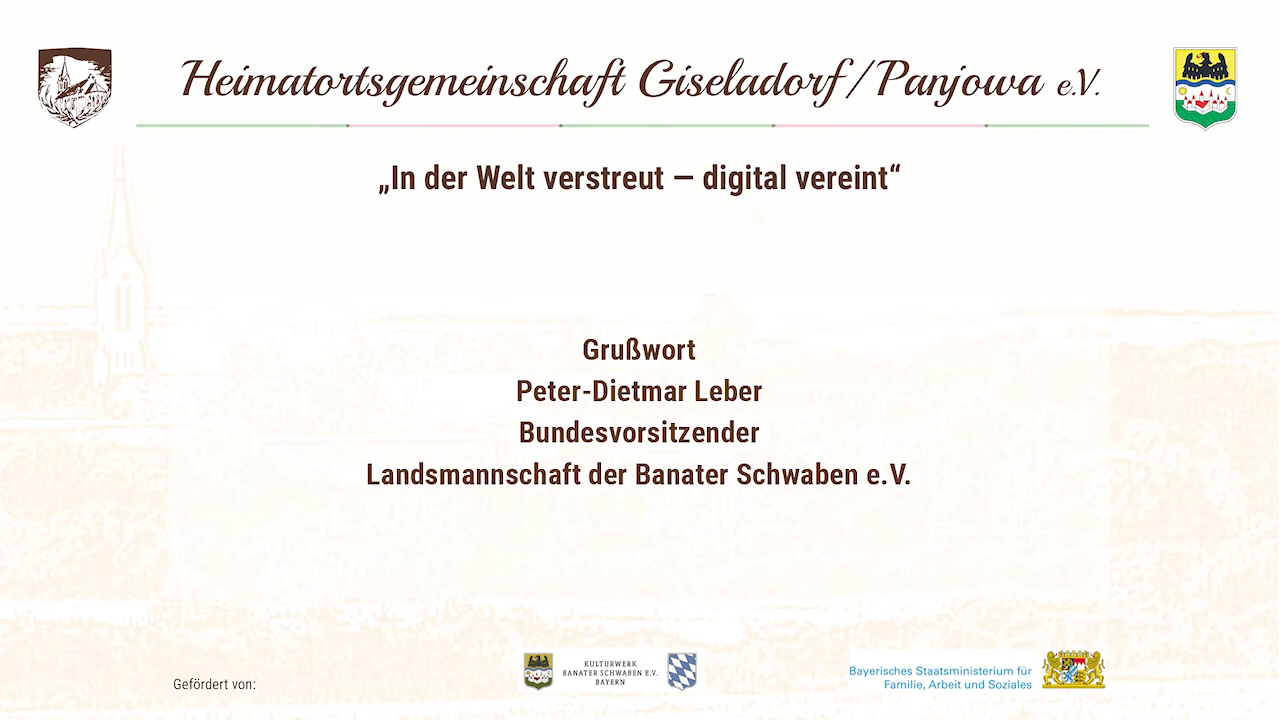 Heimatortsgemeinschaft Giseladorf/Panjowa e.V.
„In der Welt verstreut — digital vereint“
Grußwort
Peter-Dietmar Leber
Bundesvorsitzender
Landsmannschaft der Banater Schwaben e.V.
Gefördert von:
KULTURWERK
BANATER SCHWABEN E.V.
BAYERN
Bayerisches Staatsministerium für
Familie, Arbeit und Soziales